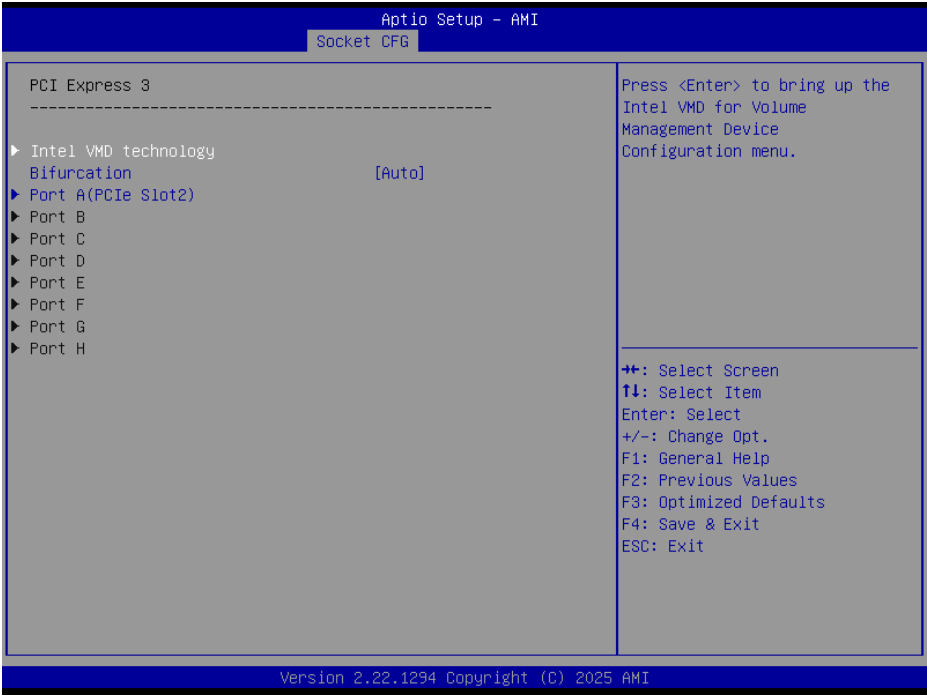 Aptio Setup - AMI
Socket CFG
PCI Express 3
--------------------------------------------------
Intel VMD technology
Bifurcation [Auto]
Port A(PCIe Slot2)
Port B
Port C
Port D
Port E
Port F
Port G
Port H
Press <Enter> to bring up the
Intel VMD for Volume
Management Device
Configuration menu.
→←: Select Screen
↑↓: Select Item
Enter: Select
+/-: Change Opt.
F1: General Help
F2: Previous Values
F3: Optimized Defaults
F4: Save & Exit
ESC: Exit
Version 2.22.1294 Copyright (C) 2025 AMI